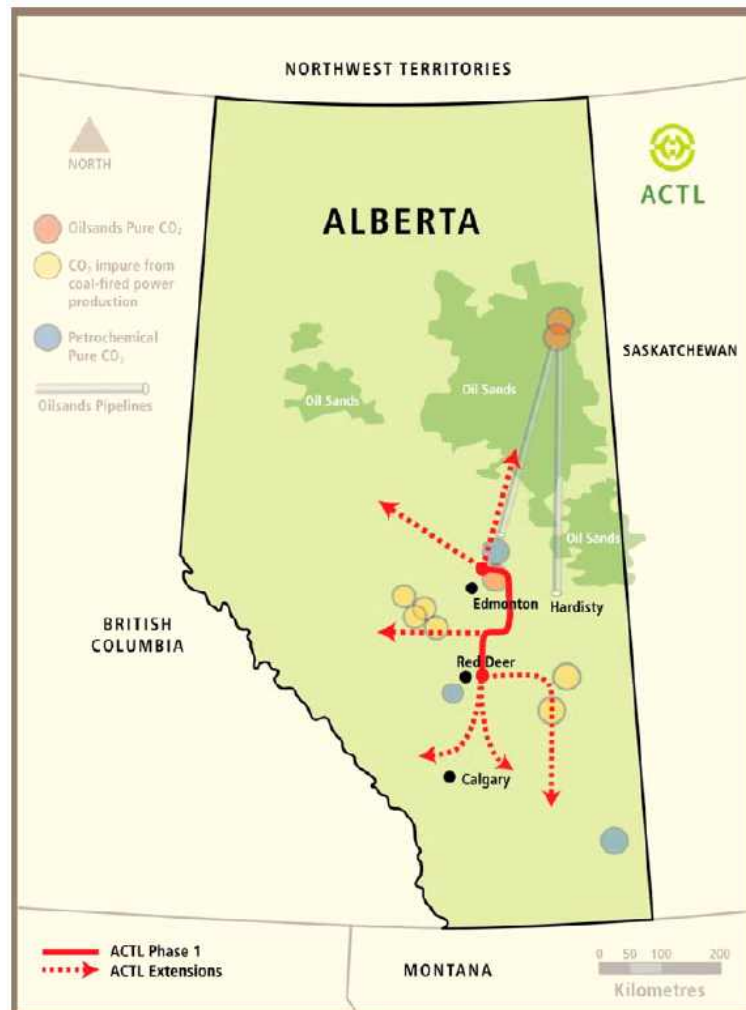 NORTHWEST TERRITORIES
NORTH
ACTL
ALBERTA
Oilsands Pure CO₂
CO₂ impure from
coal-fired power
production
Petrochemical
Pure CO₂
Oilsands Pipelines
SASKATCHEWAN
Oil Sands
Oil Sands
Oil Sands
Edmonton
Hardisty
BRITISH
COLUMBIA
Red Deer
Calgary
ACTL Phase 1
ACTL Extensions
MONTANA
0 50 100 200
Kilometres